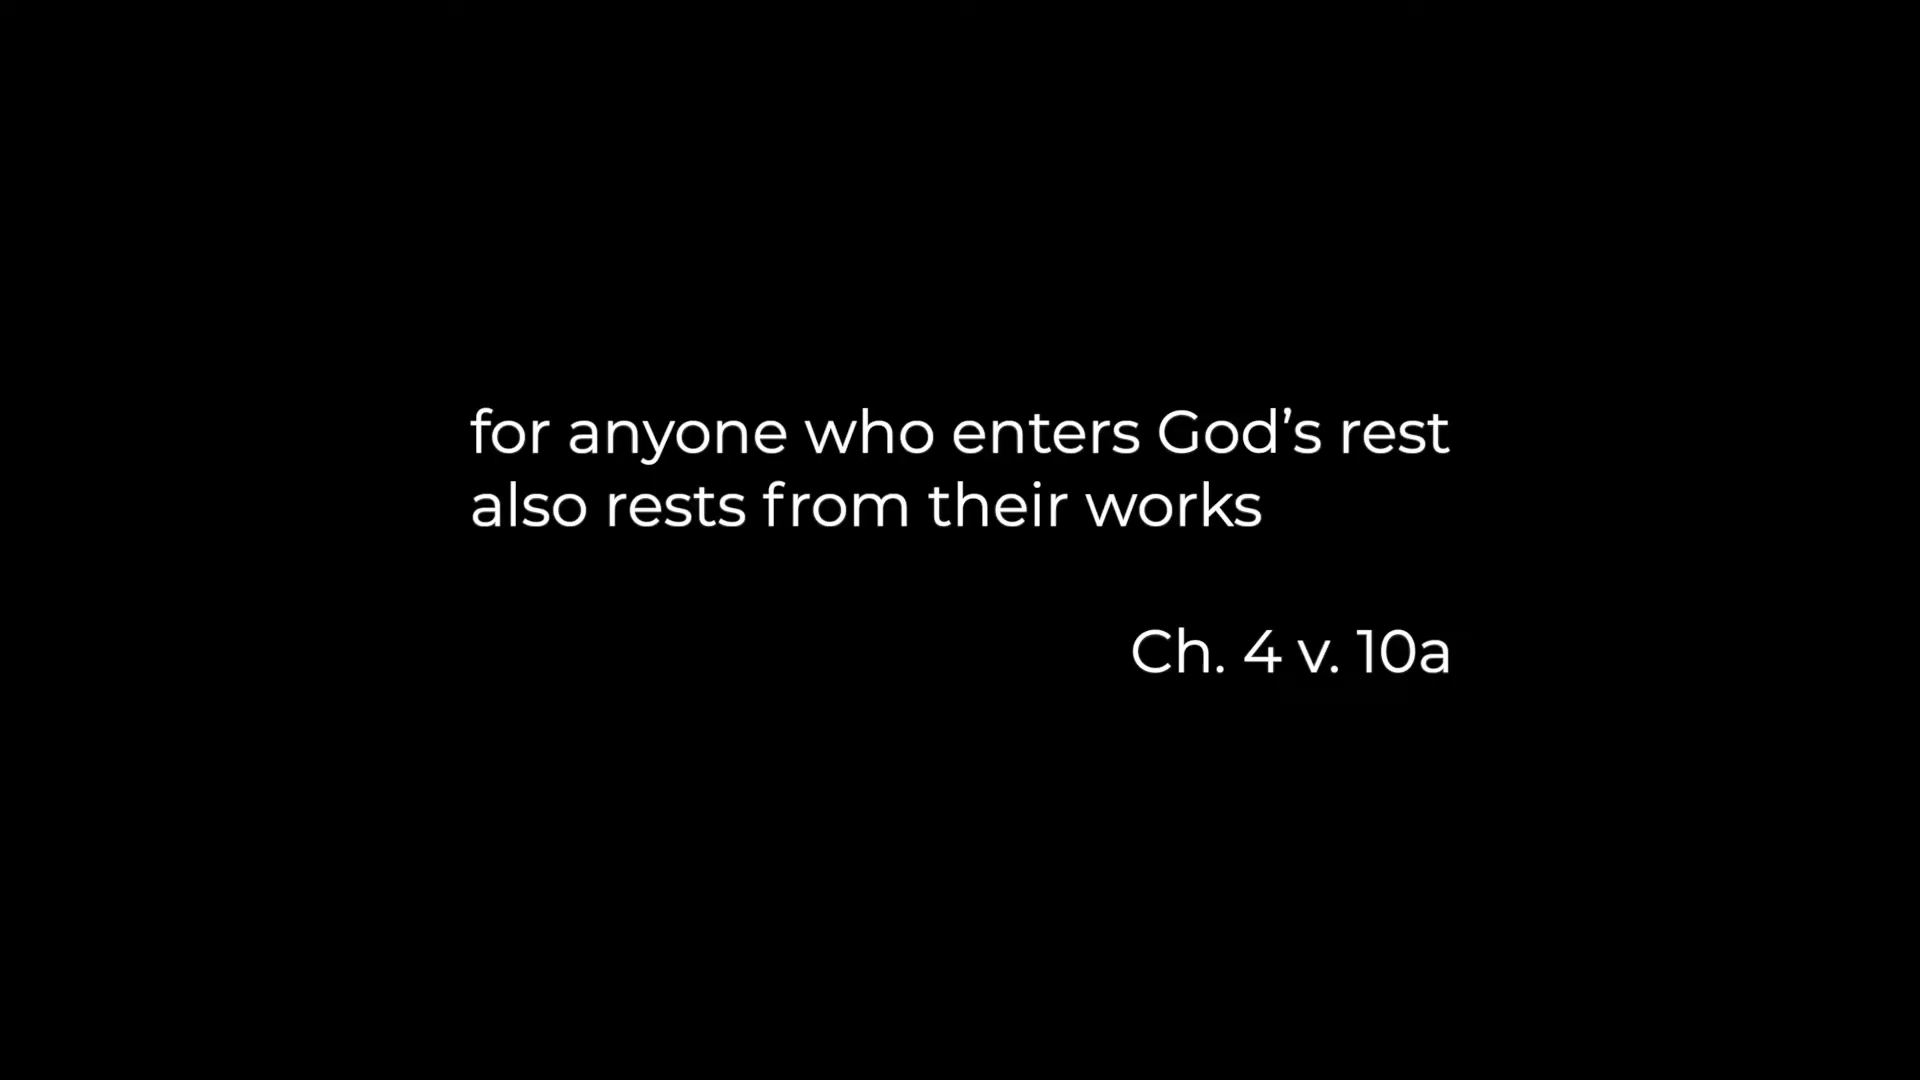 for anyone who enters God’s rest
also rests from their works
Ch. 4 v. 10a